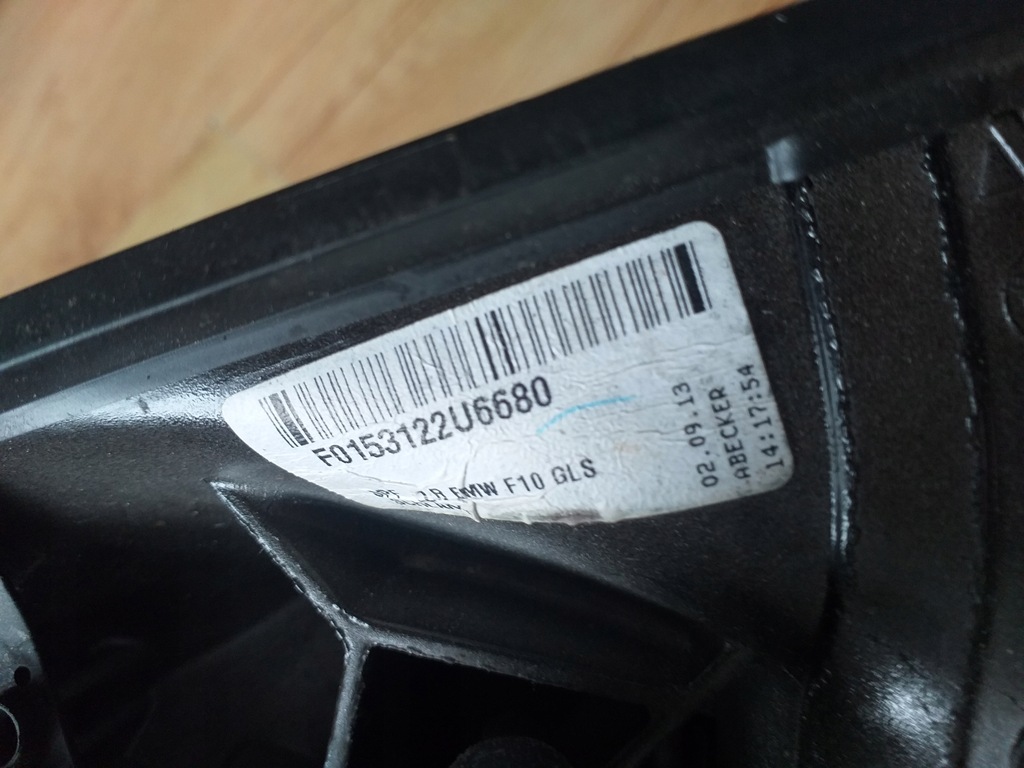 F0153122U6680
BMW F10 GLS
02.09.13
ABECKER
14:17:54